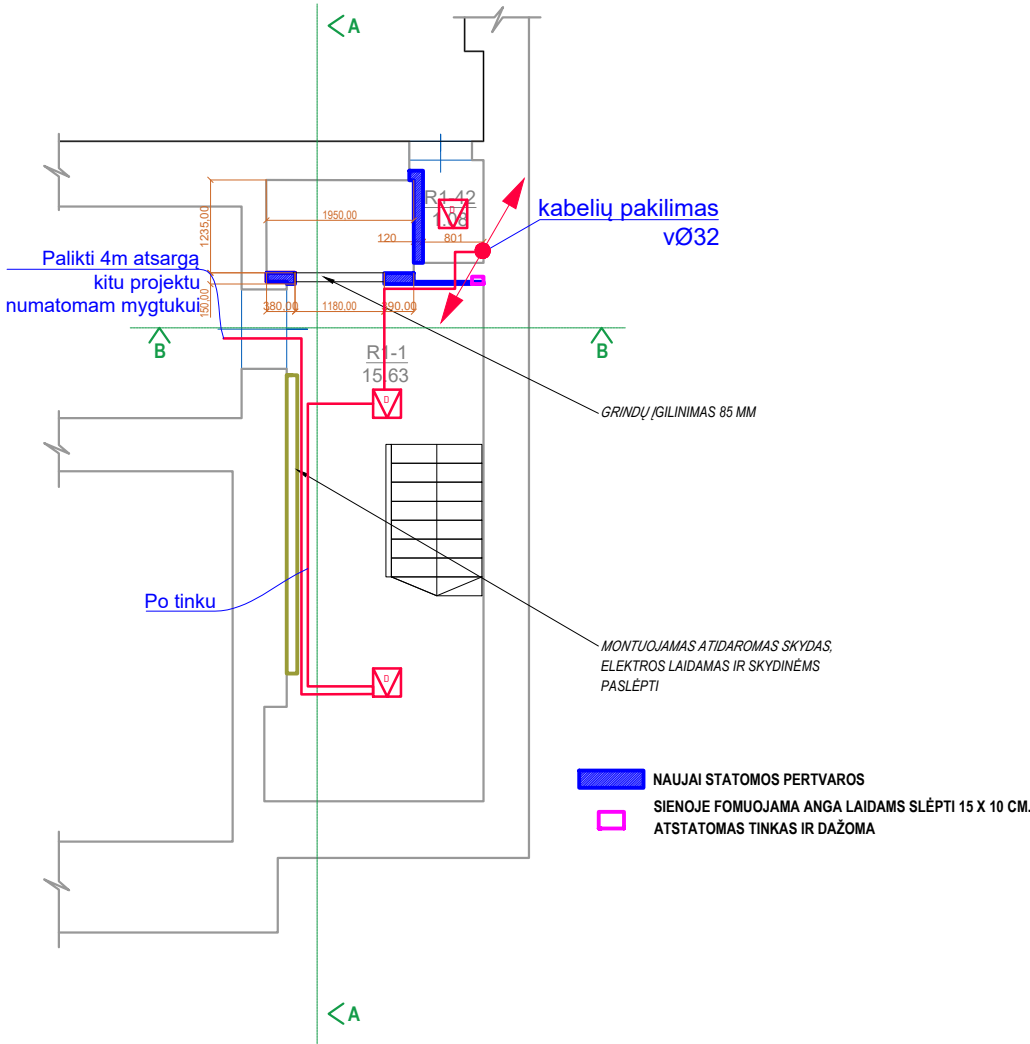 A
R1-42
1.08
1950,00
1235,00
120
801
kabelių pakilimas
vØ32
Palikti 4m atsargą
kitu projektu
numatomam mygtukui
150,00
380,00
1180,00
390,00
B
B
R1-1
15.63
D
D
D
GRINDŲ ĮGILINIMAS 85 MM
Po tinku
MONTUOJAMAS ATIDAROMAS SKYDAS,
ELEKTROS LAIDAMAS IR SKYDINĖMS
PASLĖPTI
NAUJAI STATOMOS PERTVAROS
SIENOJE FOMUOJAMA ANGA LAIDAMS SLĖPTI 15 X 10 CM.
ATSTATOMAS TINKAS IR DAŽOMA
A